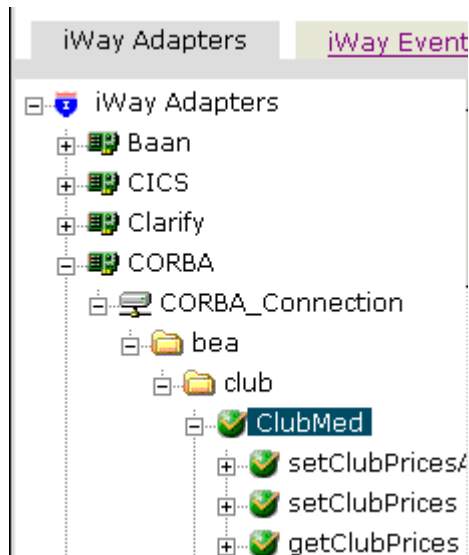 iWay Adapters iWay Event
iWay Adapters
Baan
CICS
Clarify
CORBA
CORBA_Connection
bea
club
ClubMed
setClubPricesA
setClubPrices
getClubPrices